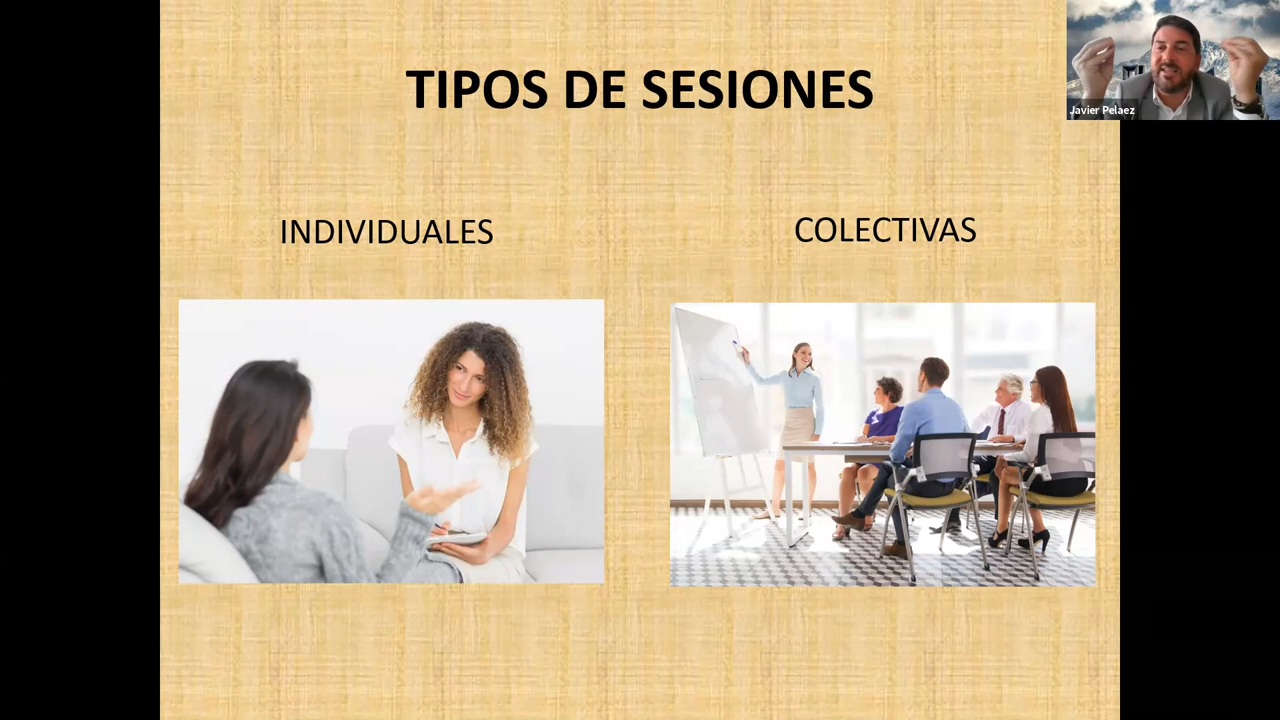 TIPOS DE SESIONES
Javier Pelaez
INDIVIDUALES
COLECTIVAS